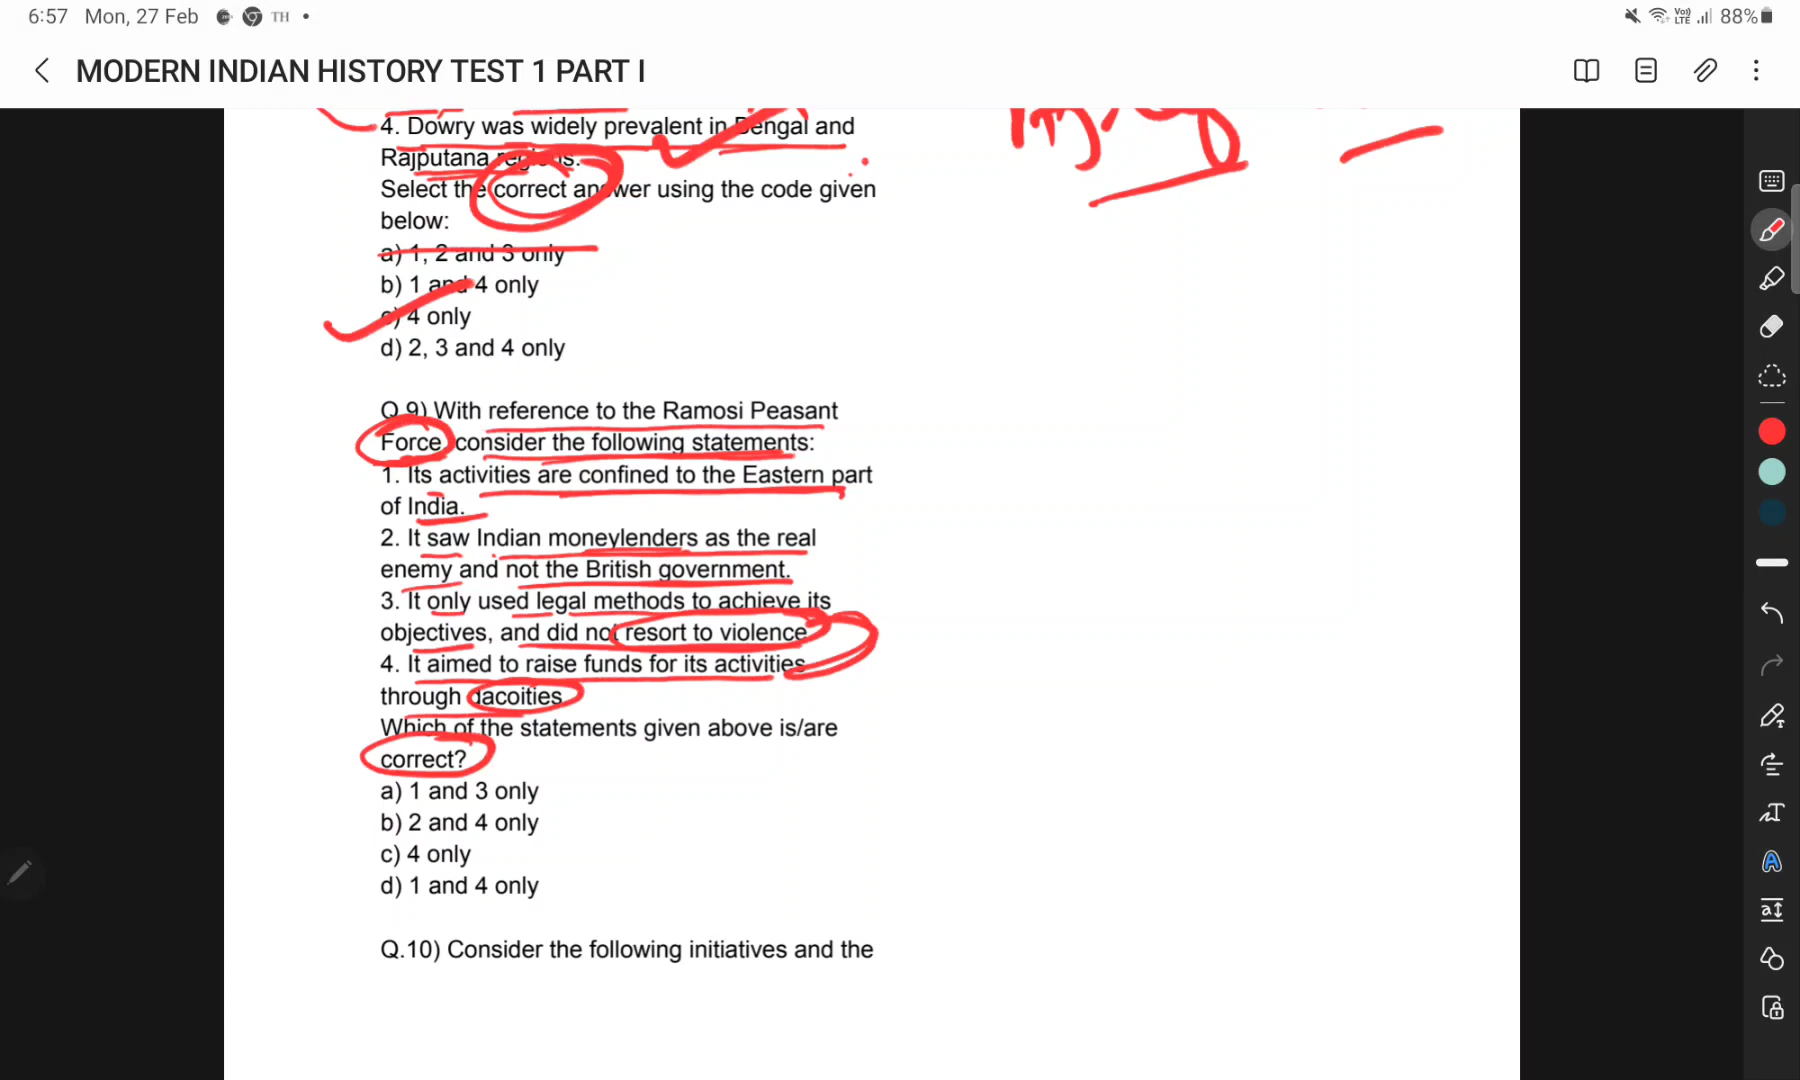 6:57 Mon, 27 Feb TH
Vo) LTE 88%
MODERN INDIAN HISTORY TEST 1 PART I
4. Dowry was widely prevalent in Bengal and
Rajputana regions.
Select the correct answer using the code given
below:
a) 1, 2 and 3 only
b) 1 and 4 only
c) 4 only
d) 2, 3 and 4 only
Q.9) With reference to the Ramosi Peasant
Force, consider the following statements:
1. Its activities are confined to the Eastern part
of India.
2. It saw Indian moneylenders as the real
enemy and not the British government.
3. It only used legal methods to achieve its
objectives, and did not resort to violence.
4. It aimed to raise funds for its activities
through dacoities.
Which of the statements given above is/are
correct?
a) 1 and 3 only
b) 2 and 4 only
c) 4 only
d) 1 and 4 only
Q.10) Consider the following initiatives and the